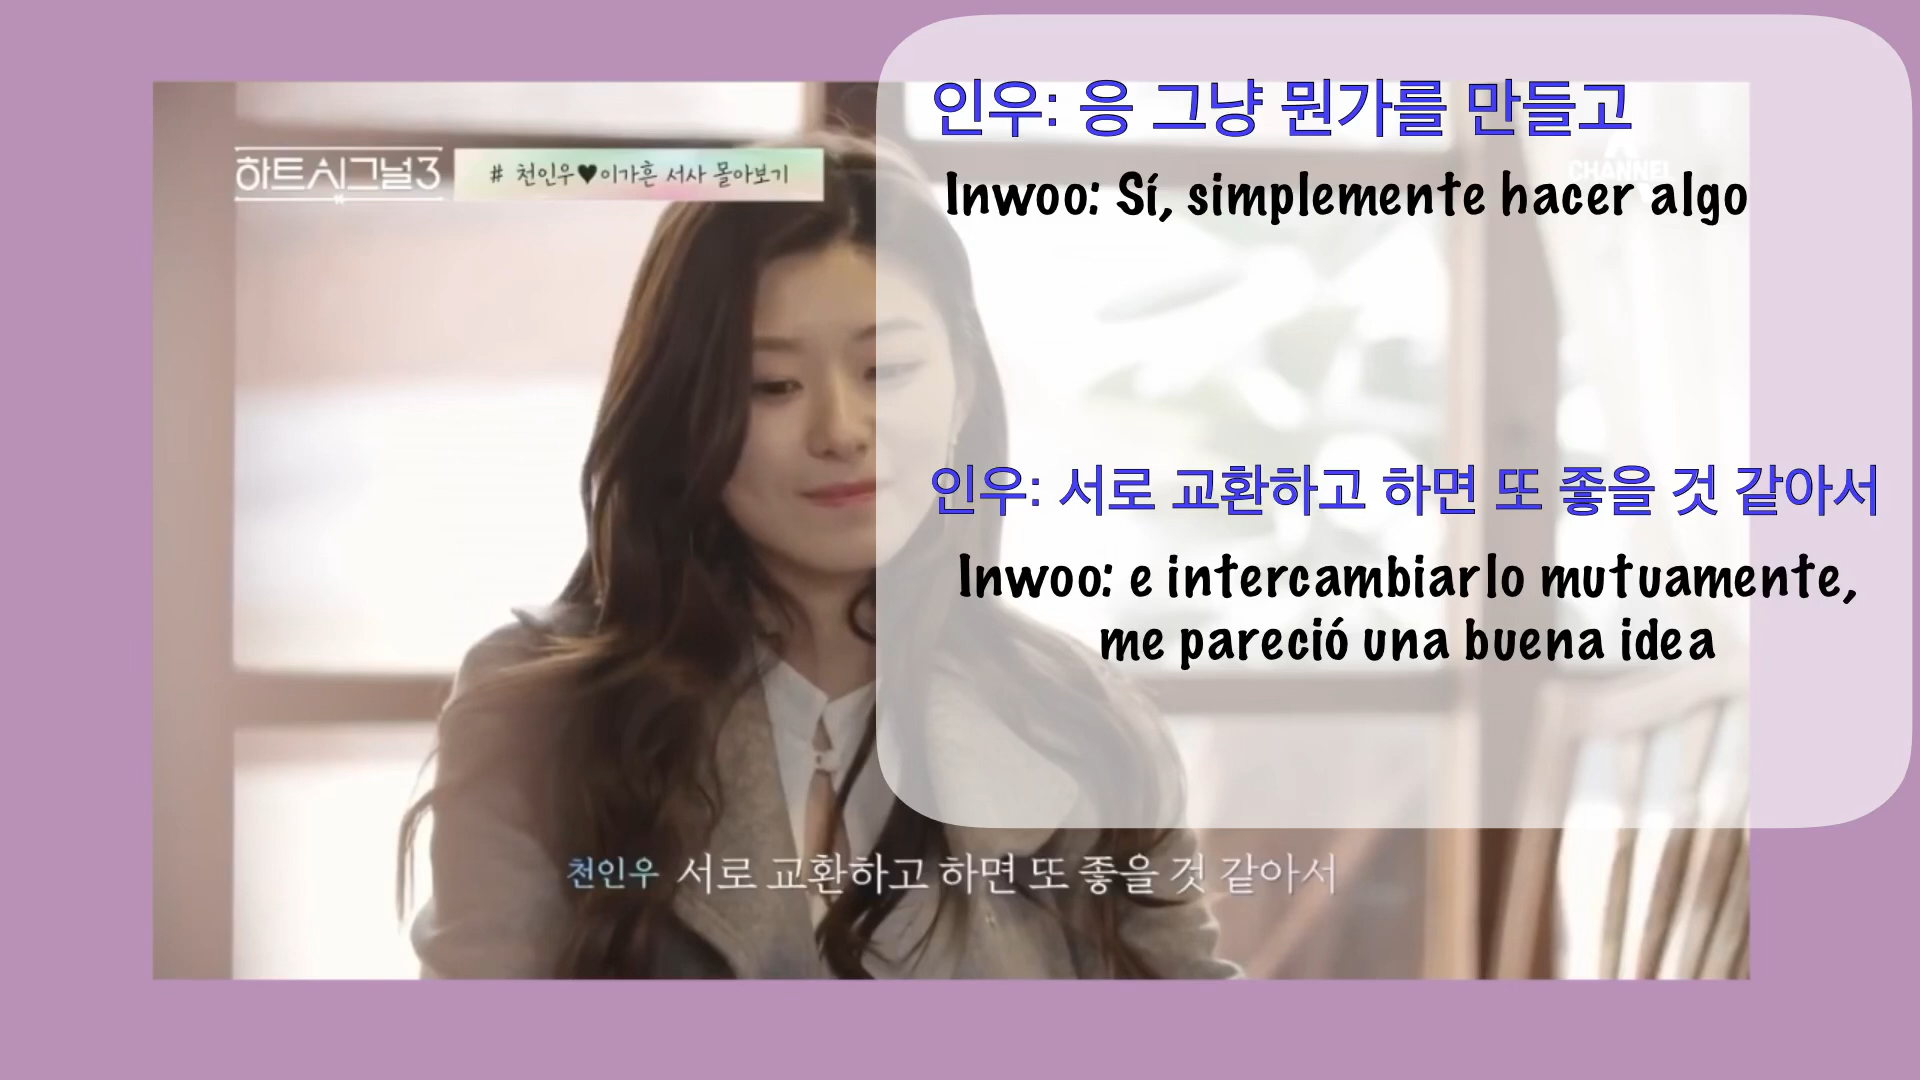 하트시그널3
# 천인우♥이가흔 서사 몰아보기
인우: 응 그냥 뭔가를 만들고
CHANNEL
Inwoo: Sí, simplemente hacer algo
인우: 서로 교환하고 하면 또 좋을 것 같아서
Inwoo: e intercambiarlo mutuamente,
me pareció una buena idea
천인우 서로 교환하고 하면 또 좋을 것 같아서